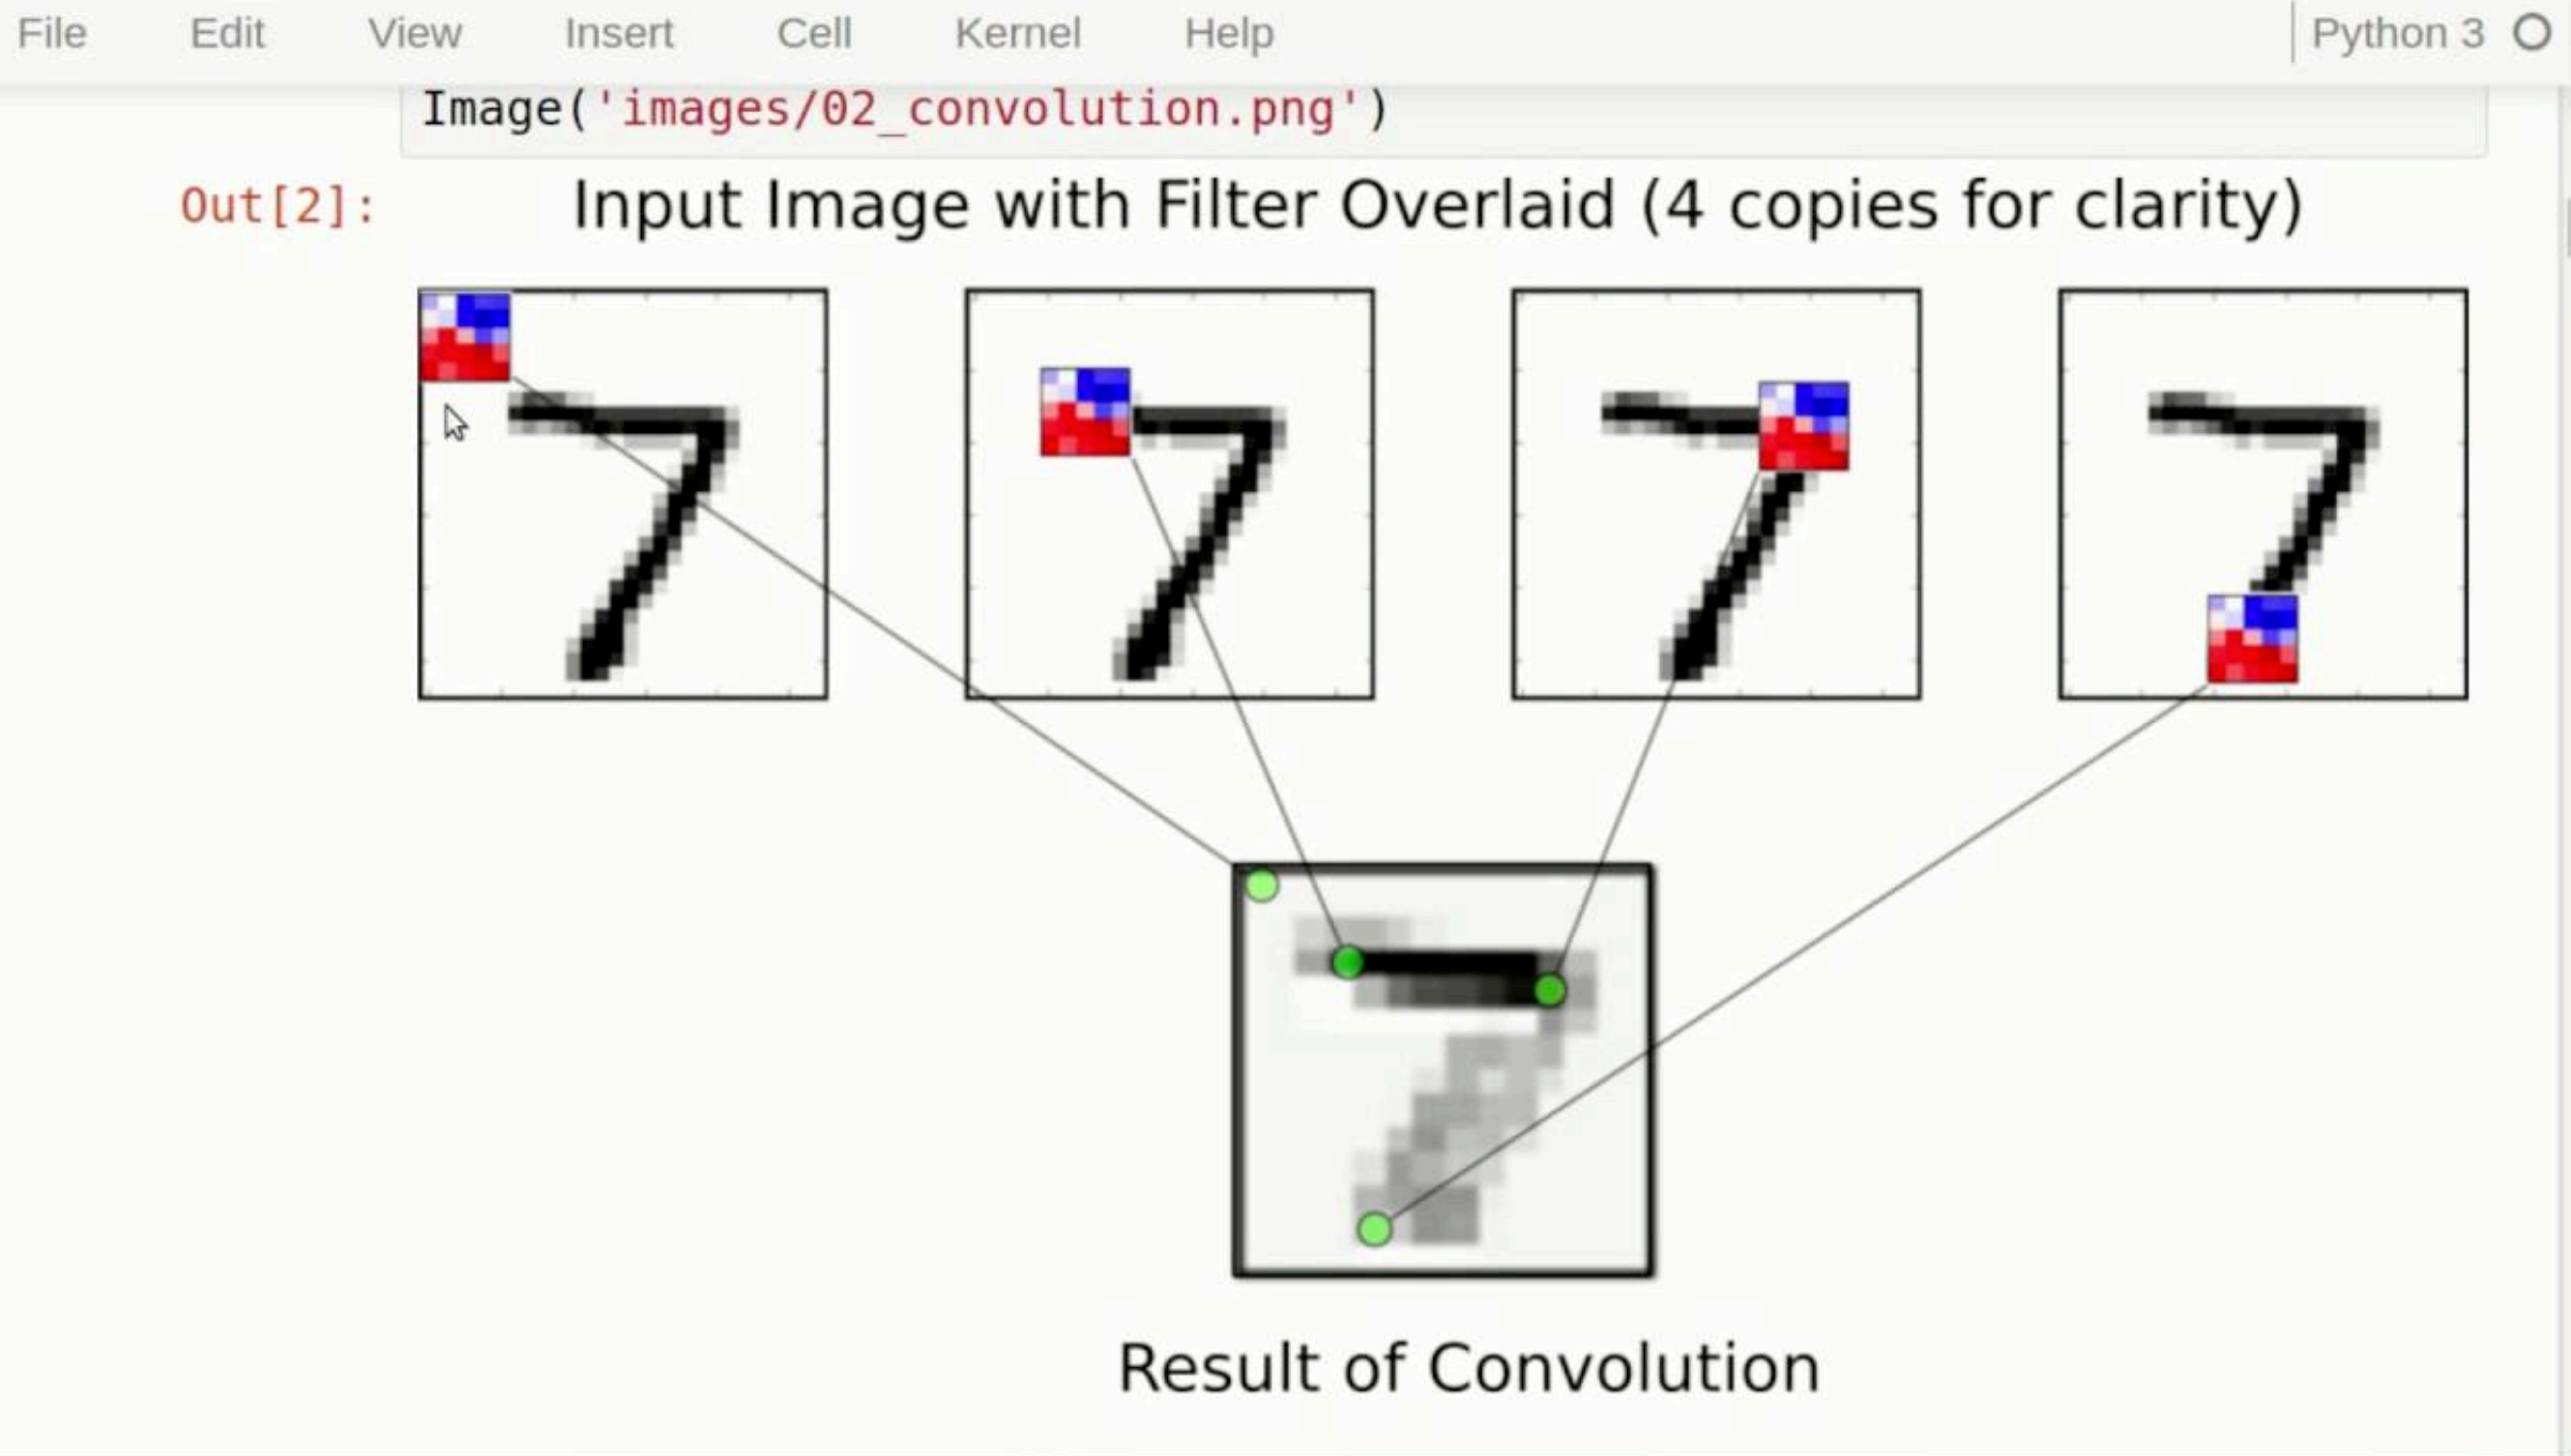 File Edit View Insert Cell Kernel Help Python 3
Image('images/02_convolution.png')
Out[2]:
Input Image with Filter Overlaid (4 copies for clarity)
Result of Convolution